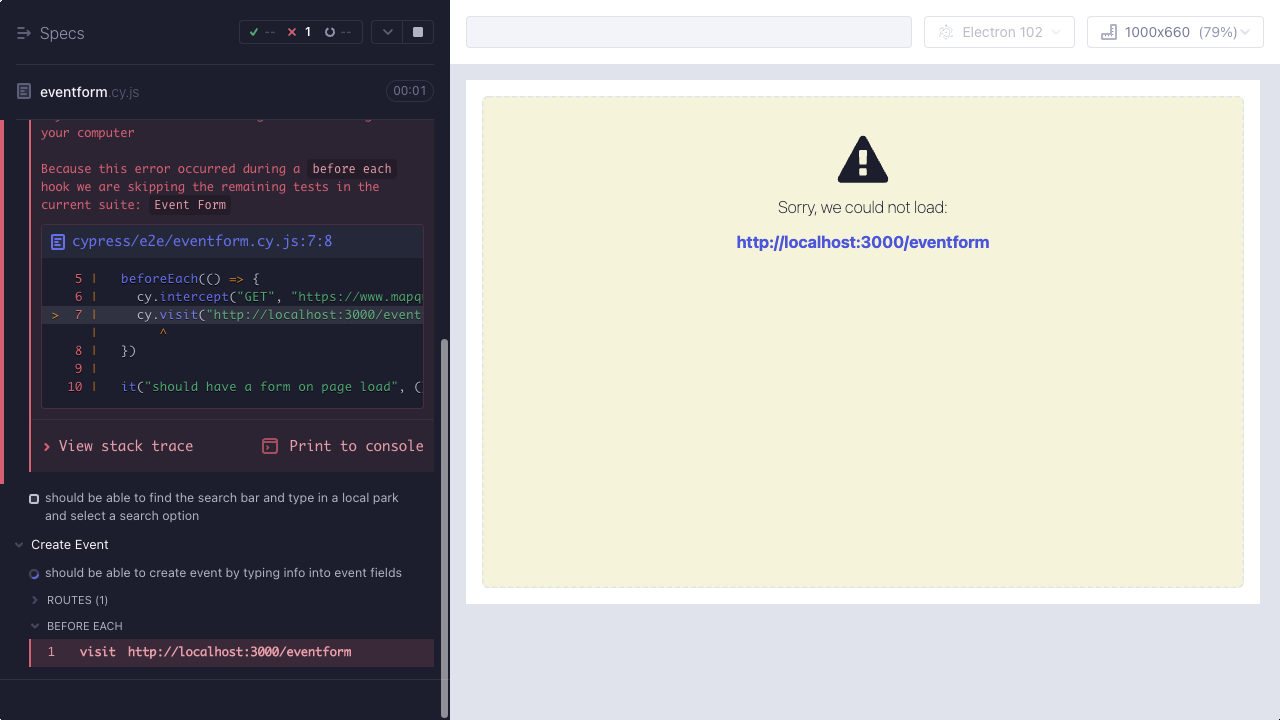 Specs
-- 1 --
eventform.cy.js
00:01
your computer
Because this error occurred during a before each
hook we are skipping the remaining tests in the
current suite: Event Form
cypress/e2e/eventform.cy.js:7:8
5 | beforeEach(() => {
6 | cy.intercept("GET", "https://www.mapqu
> 7 | cy.visit("http://localhost:3000/event
| ^
8 | })
9 |
10 | it("should have a form on page load", ()
View stack trace
Print to console
should be able to find the search bar and type in a local park
and select a search option
Create Event
should be able to create event by typing info into event fields
ROUTES (1)
BEFORE EACH
1 visit http://localhost:3000/eventform
Electron 102
1000x660 (79%)
Sorry, we could not load:
http://localhost:3000/eventform